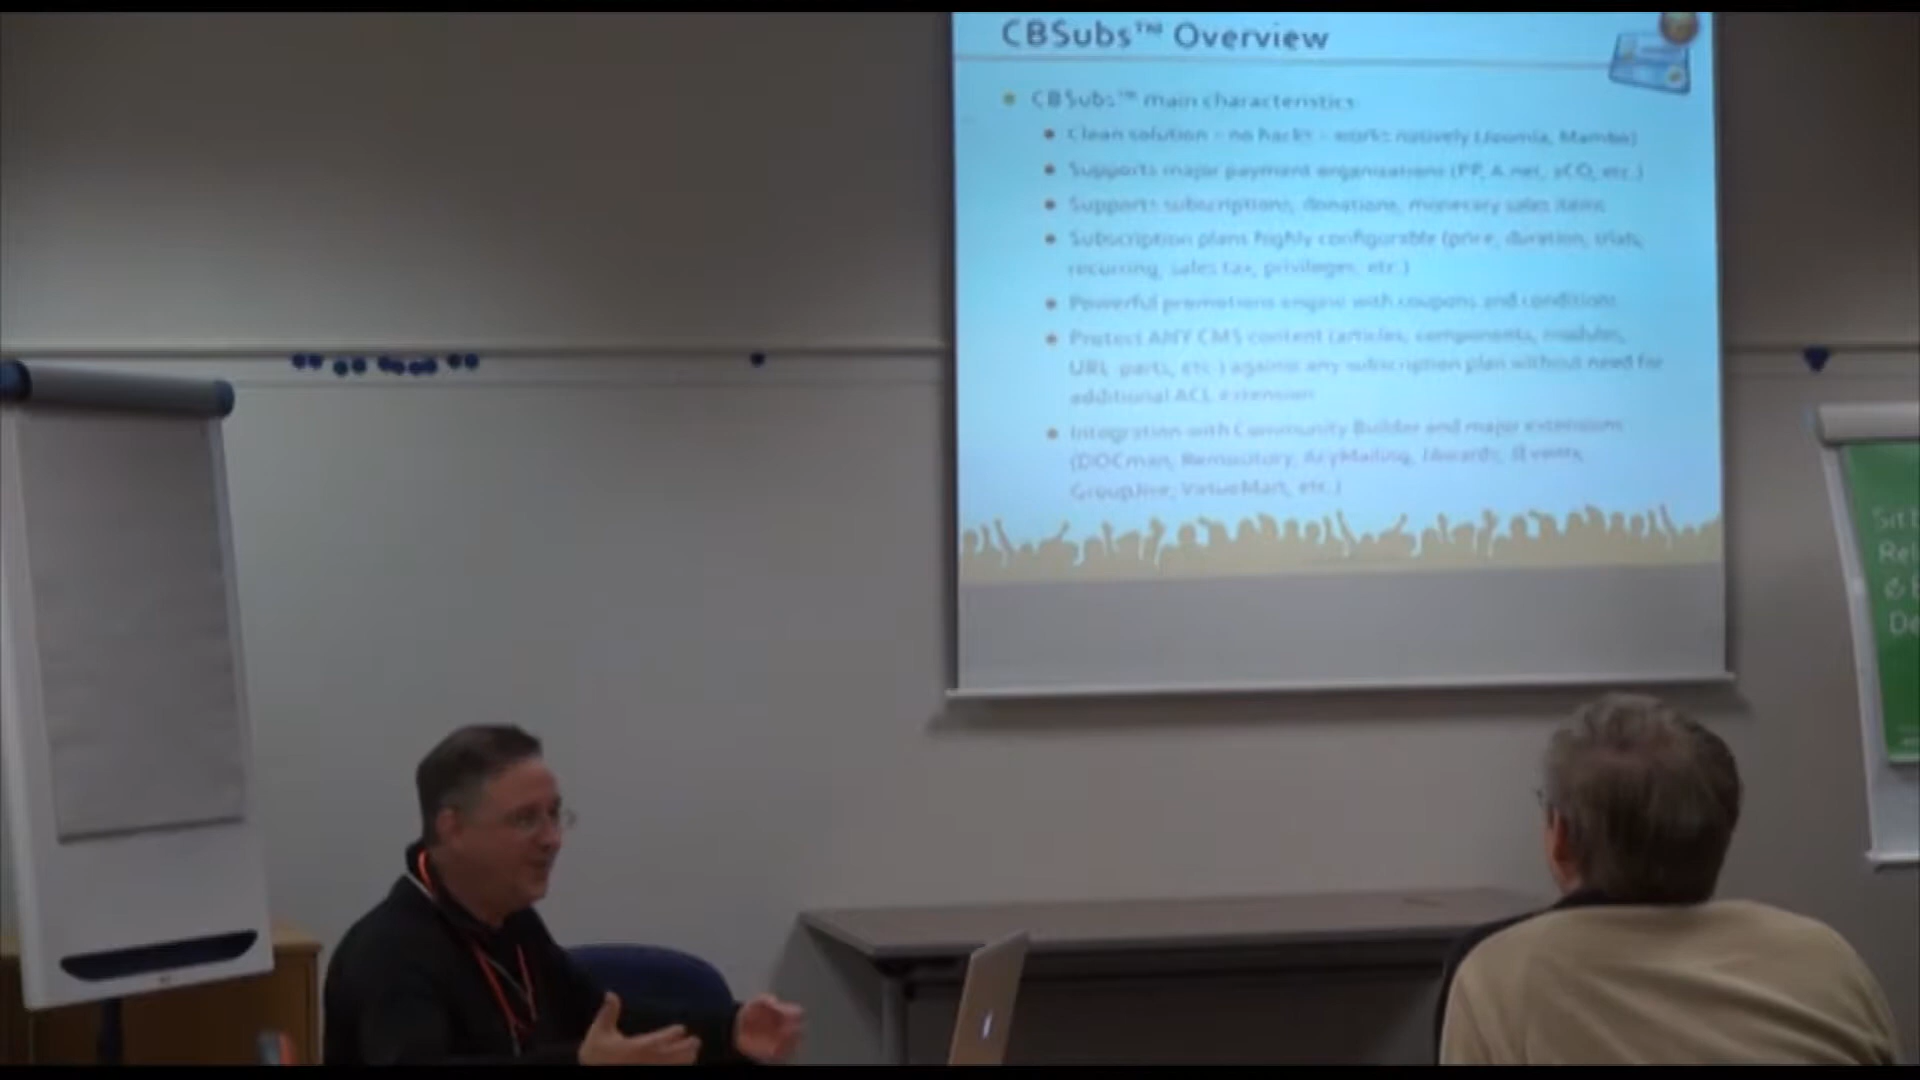 CBSubs™ Overview
CBSubs™ main characteristics
Clean solution - no hacks - works natively (Joomla, Mambo)
Supports major payment organizations (PP, A.net, 2CO, etc.)
Supports subscriptions, donations, monetary sales items
Subscription plans highly configurable (price, duration, trials,
recurring, sales tax, privileges, etc.)
Powerful promotions engine with coupons and conditions
Protect ANY CMS content (articles, components, modules,
URL parts, etc.) against any subscription plan without need for
additional ACL extension
Integration with Community Builder and major extensions
(DOCman, Remository, AcyMailing, Events,
GroupJive, VirtueMart, etc.)
Rel
De